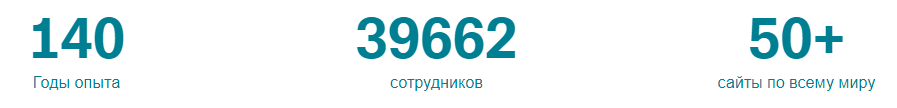 140
39662
50+
Годы опыта
сотрудников
сайты по всему миру